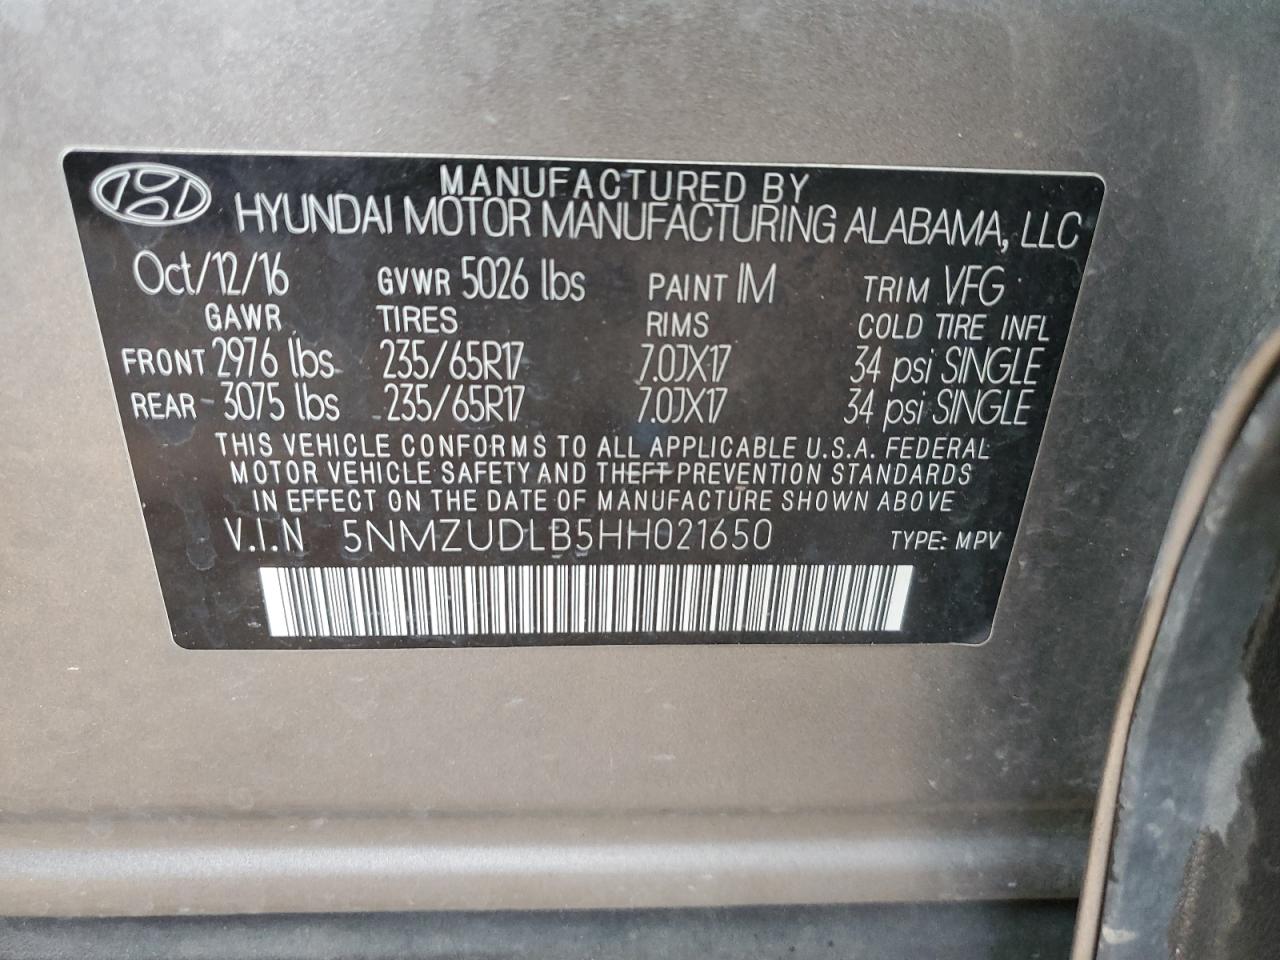 MANUFACTURED BY
HYUNDAI MOTOR MANUFACTURING ALABAMA, LLC
Oct/12/16 GVWR 5026 lbs PAINT IM TRIM VFG
GAWR TIRES RIMS COLD TIRE INFL
FRONT 2976 lbs 235/65R17 7.0JX17 34 psi SINGLE
REAR 3075 lbs 235/65R17 7.0JX17 34 psi SINGLE
THIS VEHICLE CONFORMS TO ALL APPLICABLE U.S.A. FEDERAL
MOTOR VEHICLE SAFETY AND THEFT PREVENTION STANDARDS
IN EFFECT ON THE DATE OF MANUFACTURE SHOWN ABOVE
V.I.N 5NMZUDLB5HH021650 TYPE: MPV